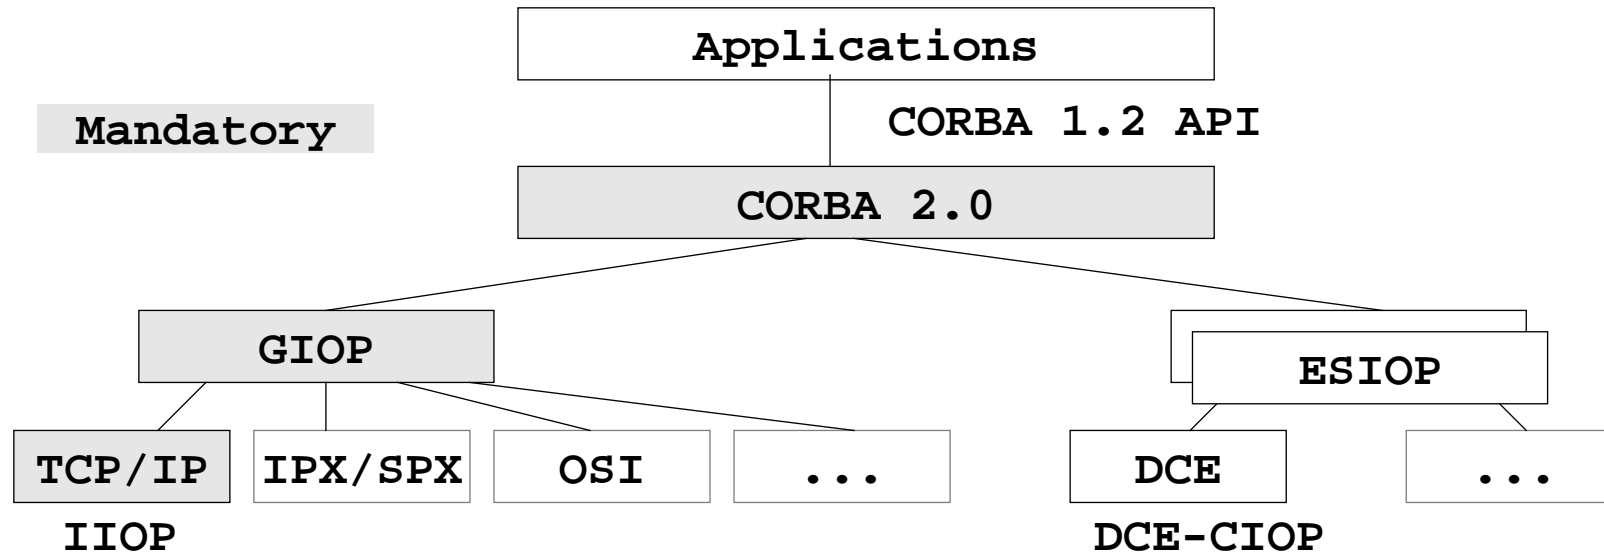 Applications
Mandatory
CORBA 1.2 API
CORBA 2.0
GIOP
ESIOP
TCP/IP
IPX/SPX
OSI
...
DCE
...
IIOP
DCE-CIOP